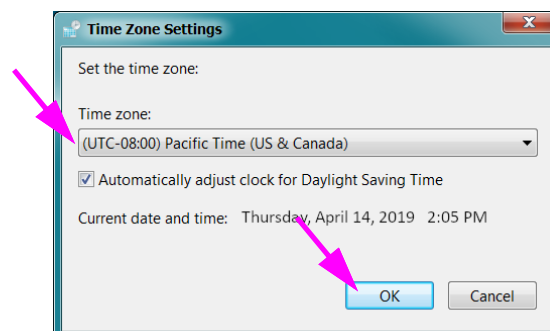 Time Zone Settings
Set the time zone:
Time zone:
(UTC-08:00) Pacific Time (US & Canada)
Automatically adjust clock for Daylight Saving Time
Current date and time: Thursday, April 14, 2019 2:05 PM
OK Cancel